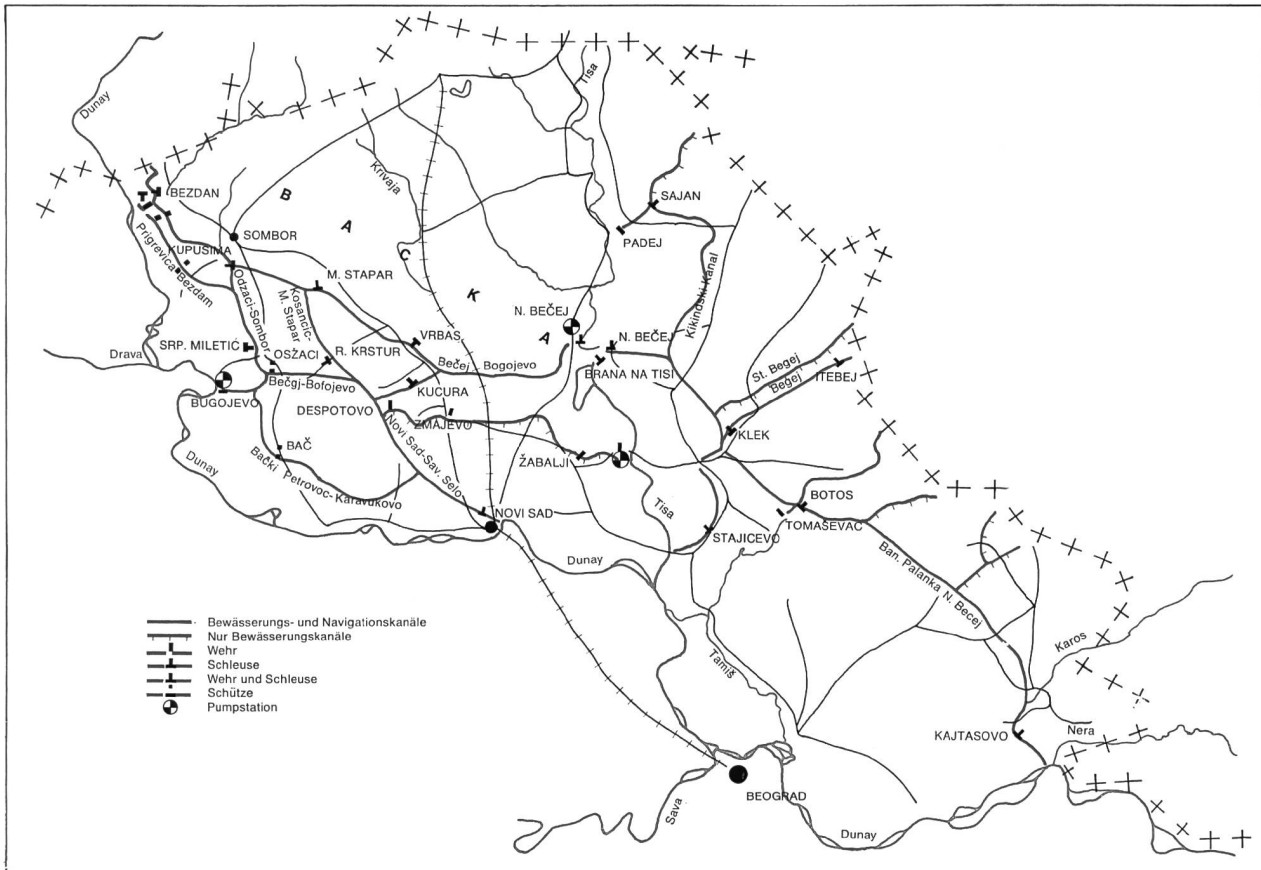 Dunay
Tisa
BEZDAN
B
A
C
K
A
Krivaja
SAJAN
PADEJ
SOMBOR
KUPUSIMA
Prigrevica-Bezdam
Odzaci-Sombor
Kosancic-
M. Stapar
M. STAPAR
Kikindski Kanal
N. BEČEJ
N. BEČEJ
VRBAS
Bečej - Bogojevo
BRANA NA TISI
St. Begej
Begej
ITEBEJ
Drava
SRP. MILETIĆ
OSŽACI
R. KRSTUR
Bečgj-Bofojevo
KUCURA
BUGOJEVO
DESPOTOVO
ZMAJEVO
KLEK
BAČ
Novi Sad-Sav. Selo
ŽABALJI
Dunay
Bački Petrovoc-Karavukovo
Tisa
BOTOS
TOMAŠEVAC
NOVI SAD
STAJICEVO
Dunay
Ban. Palanka N. Becej
Karos
Tamiš
Nera
KAJTASOVO
BEOGRAD
Sava
Dunay
Bewässerungs- und Navigationskanäle
Nur Bewässerungskanäle
Wehr
Schleuse
Wehr und Schleuse
Schütze
Pumpstation